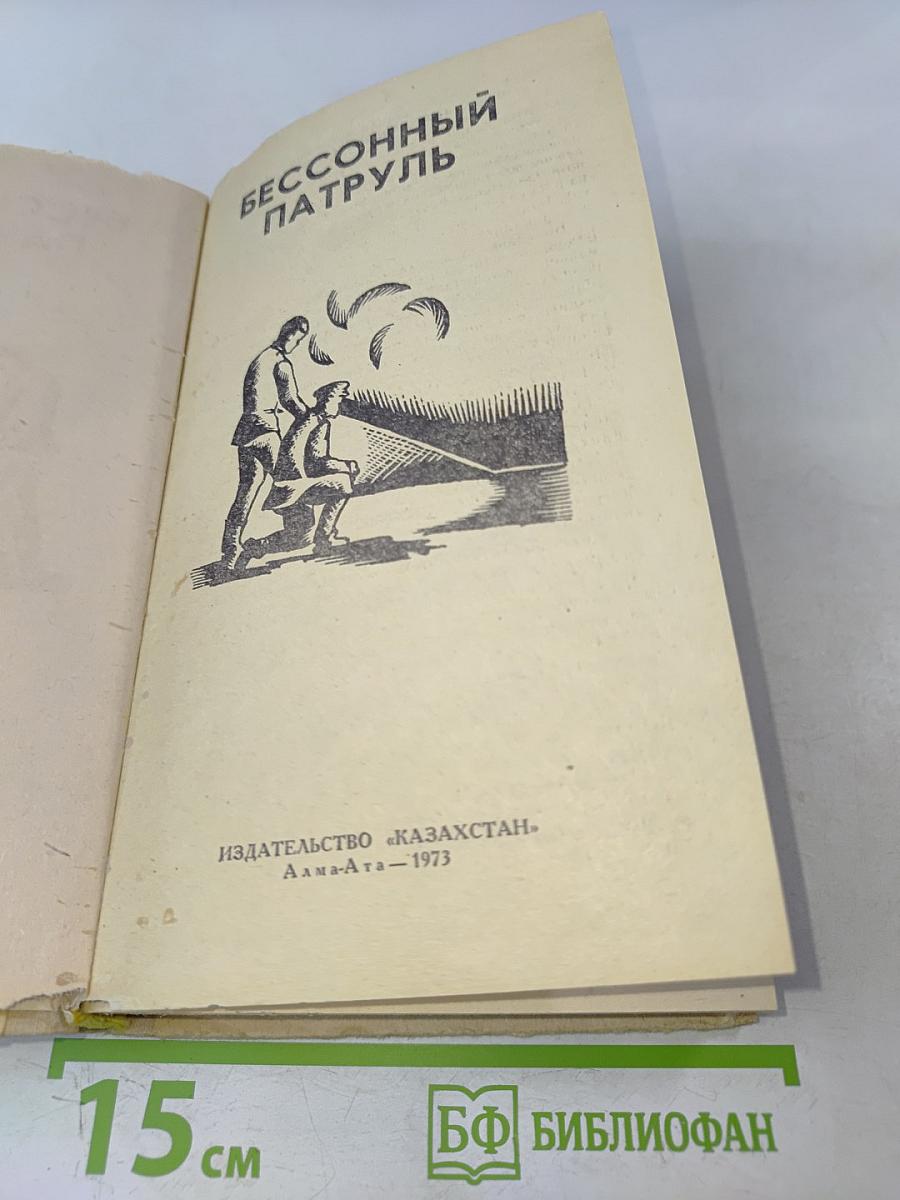 БЕССОННЫЙ
ПАТРУЛЬ
ИЗДАТЕЛЬСТВО «КАЗАХСТАН»
Алма-Ата — 1973
15 см
БФ БИБЛИОФАН